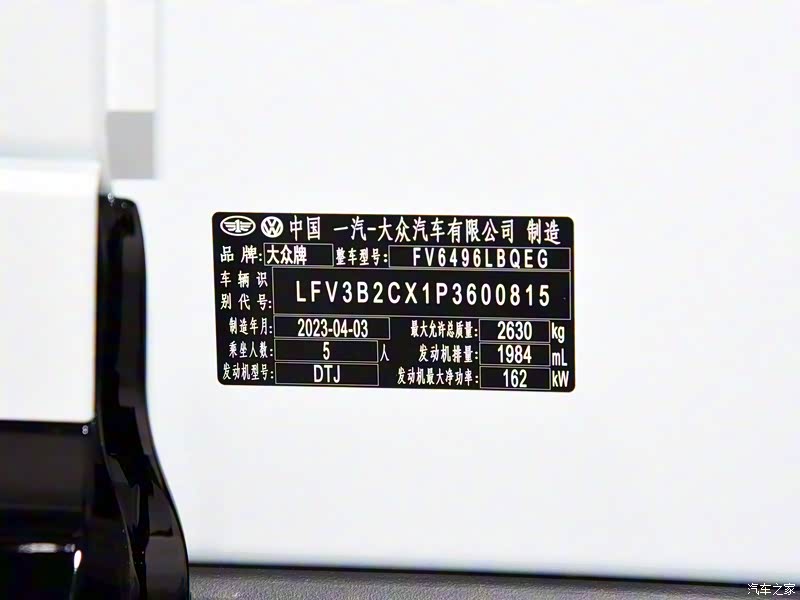 中国 一汽-大众汽车有限公司 制造
品牌: 大众牌 整车型号: FV6496LBQEG
车辆识别代号: LFV3B2CX1P3600815
制造年月: 2023-04-03 最大允许总质量: 2630 kg
乘坐人数: 5 人 发动机排量: 1984 mL
发动机型号: DTJ 发动机最大净功率: 162 kW
汽车之家